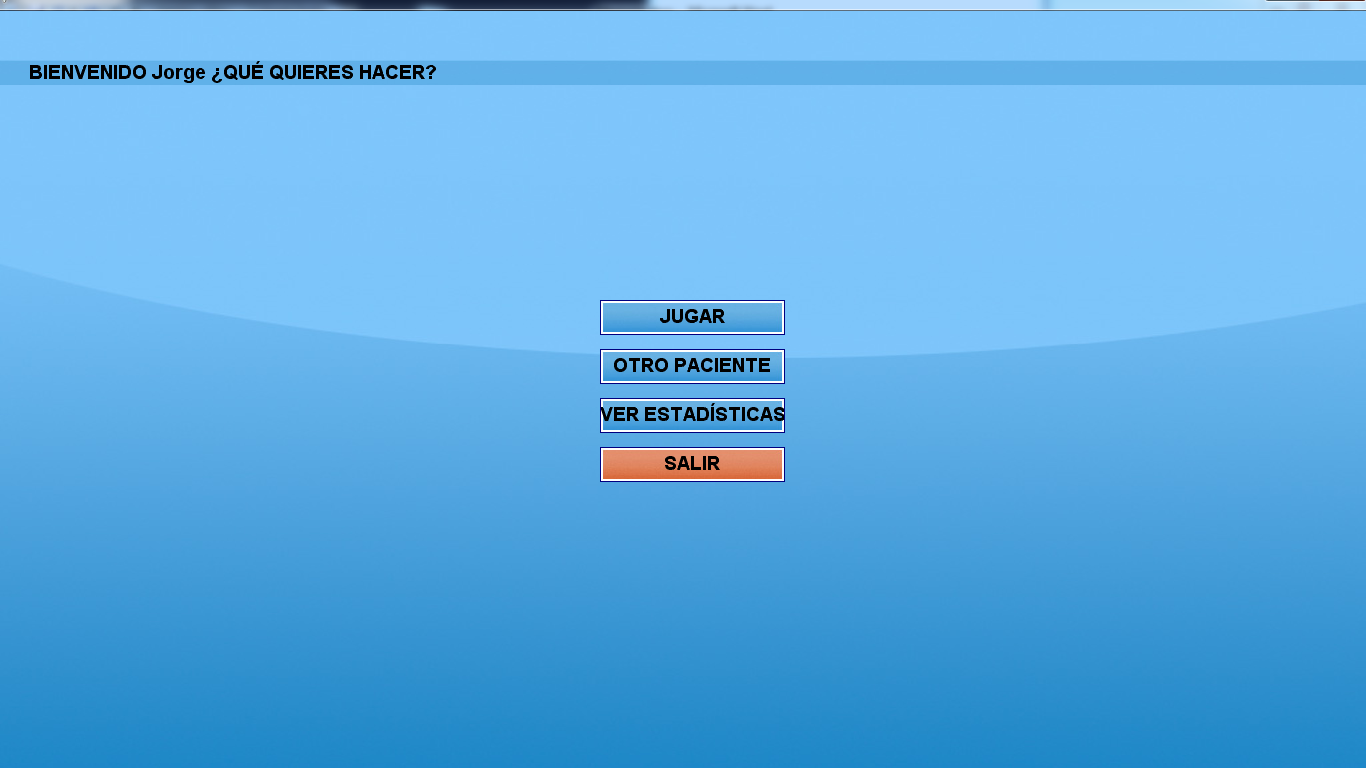 BIENVENIDO Jorge ¿QUÉ QUIERES HACER?
JUGAR
OTRO PACIENTE
VER ESTADÍSTICAS
SALIR